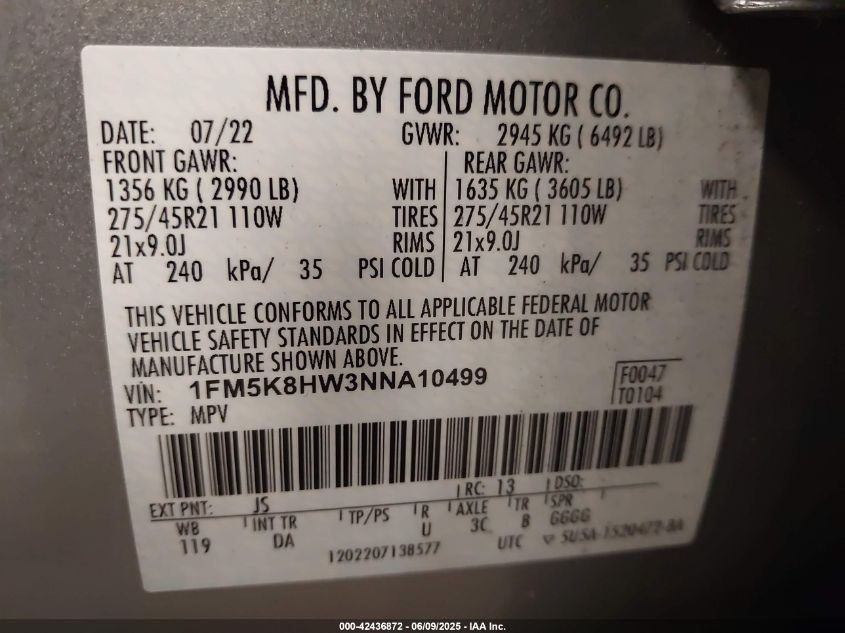 MFD. BY FORD MOTOR CO.
DATE: 07/22 GVWR: 2945 KG ( 6492 LB)
FRONT GAWR: REAR GAWR:
1356 KG ( 2990 LB) WITH 1635 KG ( 3605 LB) WITH
275/45R21 110W TIRES 275/45R21 110W TIRES
21x9.0J RIMS 21x9.0J RIMS
AT 240 kPa/ 35 PSI COLD AT 240 kPa/ 35 PSI COLD
THIS VEHICLE CONFORMS TO ALL APPLICABLE FEDERAL MOTOR
VEHICLE SAFETY STANDARDS IN EFFECT ON THE DATE OF
MANUFACTURE SHOWN ABOVE.
VIN: 1FM5K8HW3NNA10499 F0047
TYPE: MPV T0104
EXT PNT: JS RC: 13 DSO:
WB INT TR TP/PS R AXLE TR SPR
119 DA U 3C B GGGG
1202207138577 UTC 5U5A-1520472-BA
000-42436872 - 06/09/2025 - IAA Inc.